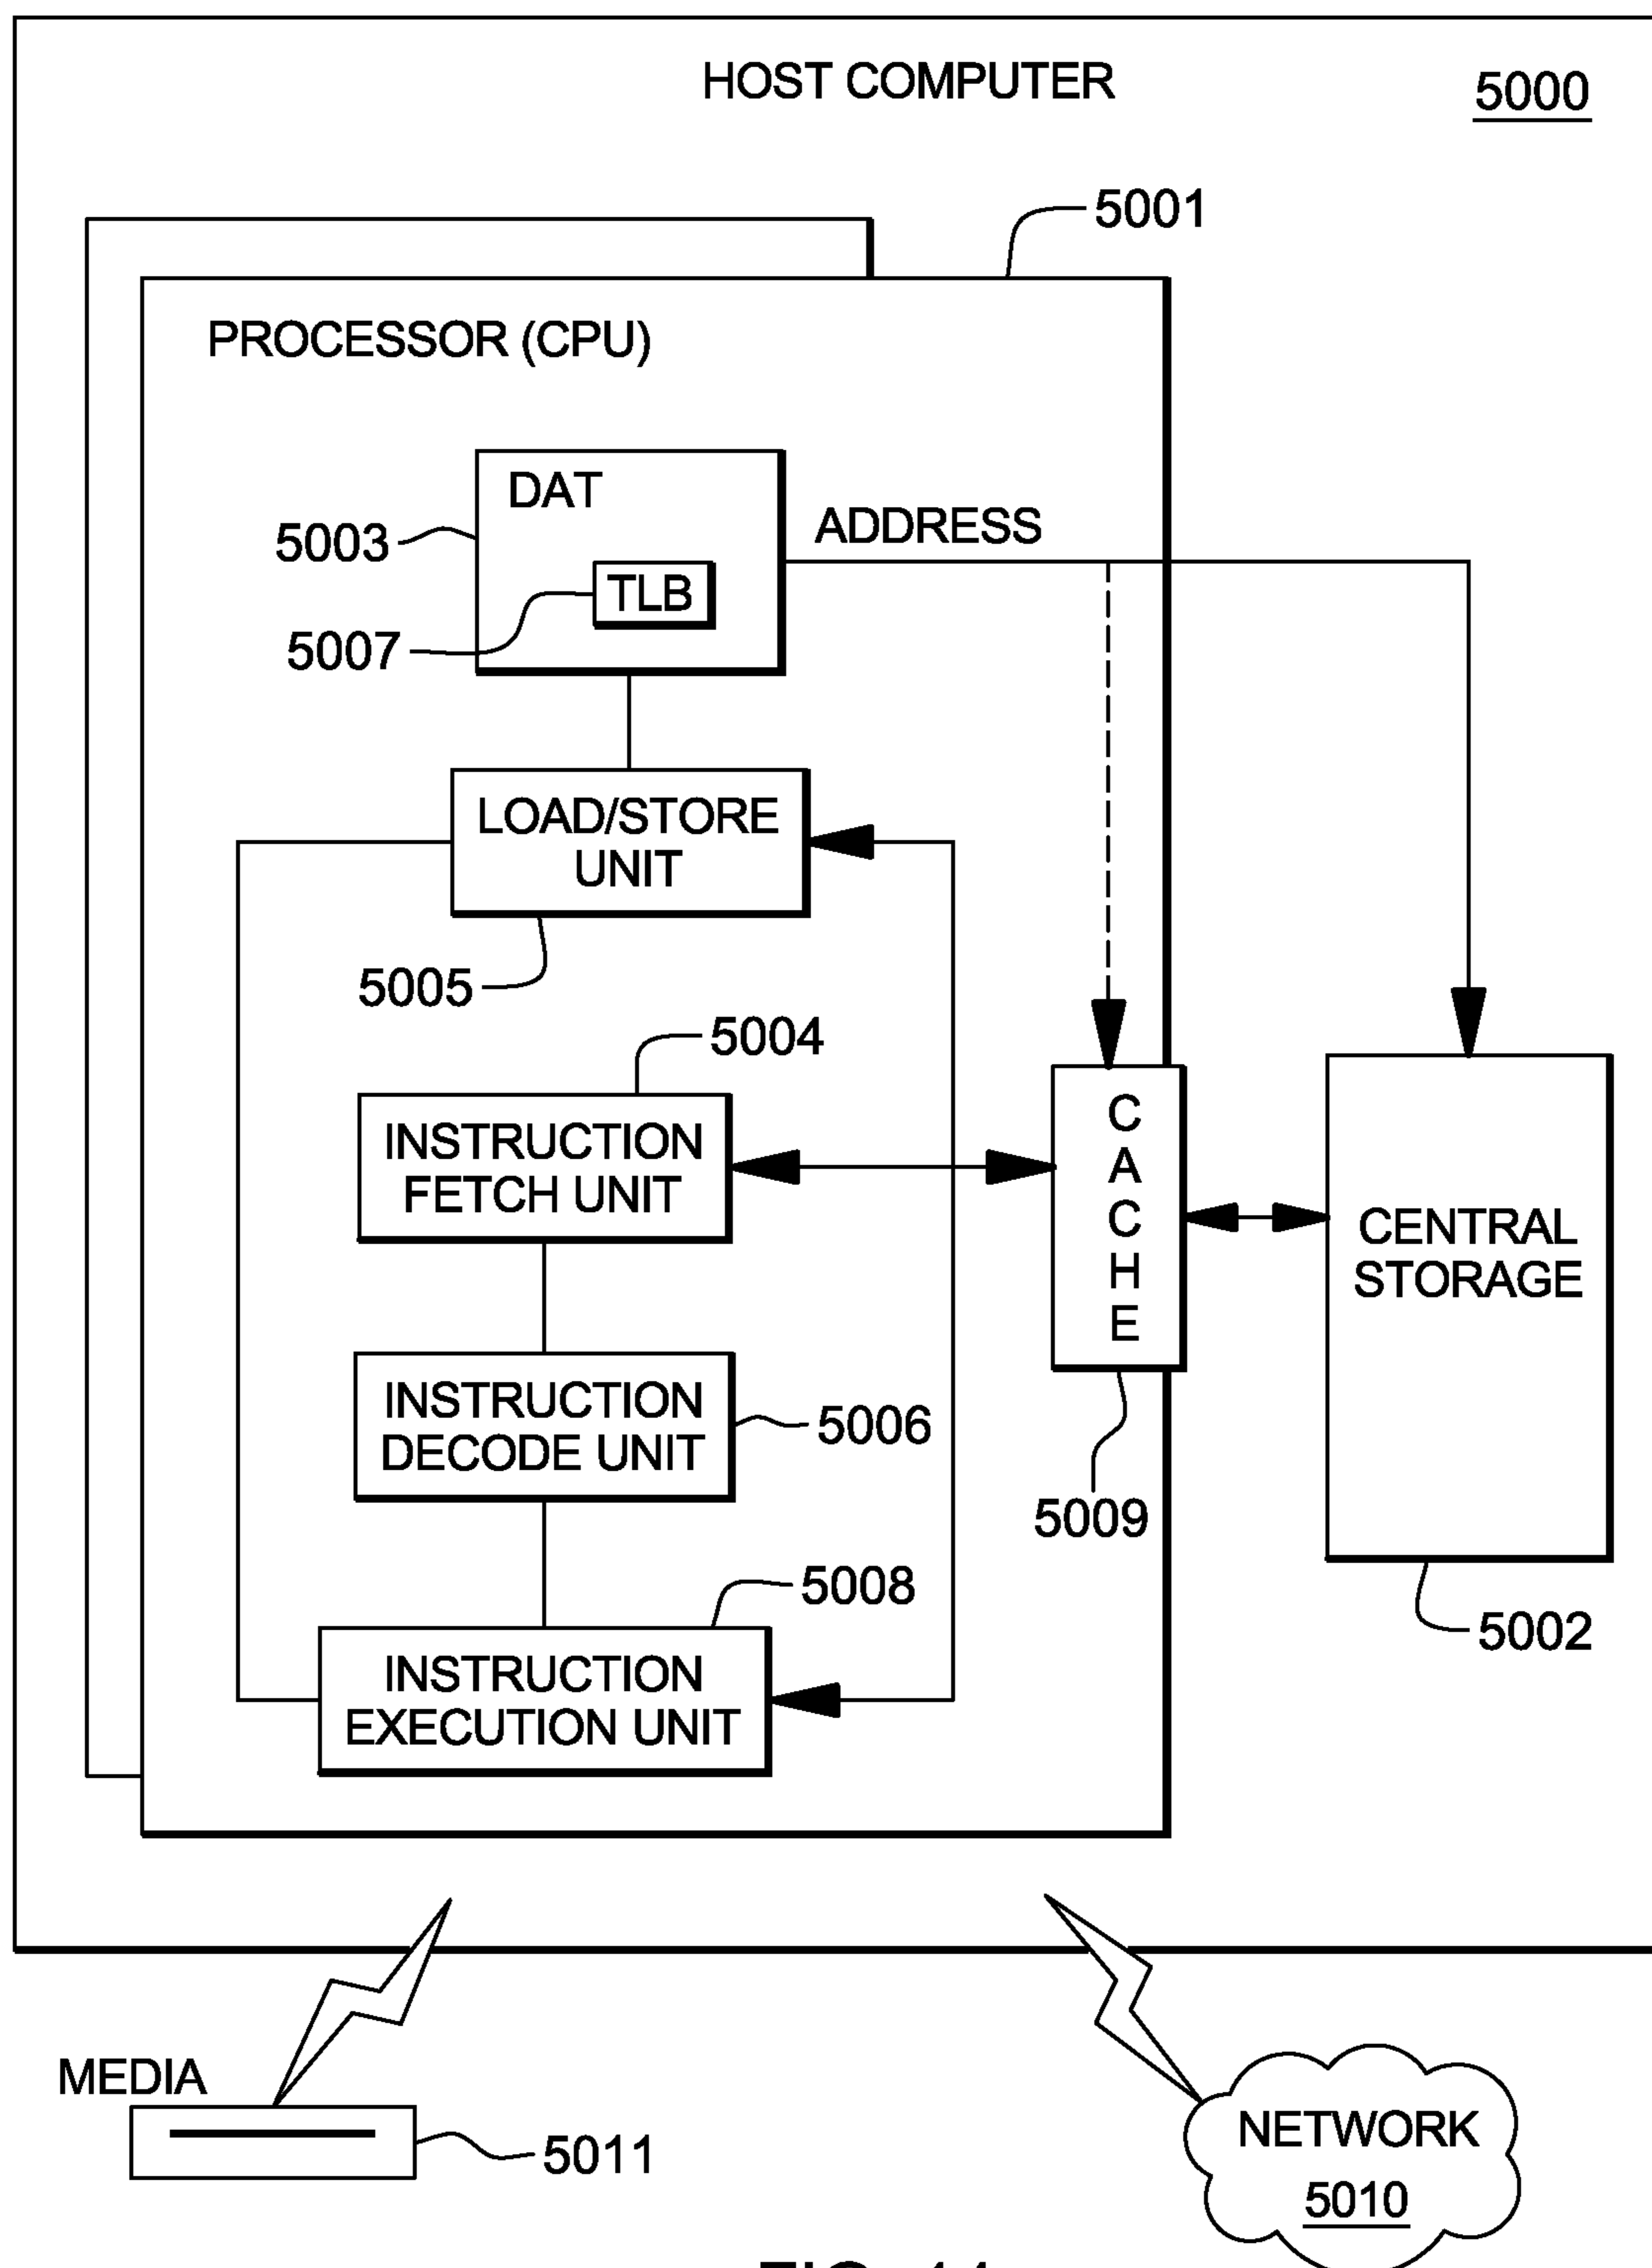 HOST COMPUTER
5000
5001
PROCESSOR (CPU)
DAT
5003
ADDRESS
TLB
5007
LOAD/STORE
UNIT
5005
5004
INSTRUCTION
FETCH UNIT
CACHE
CENTRAL
STORAGE
INSTRUCTION
DECODE UNIT
5006
5009
5008
5002
INSTRUCTION
EXECUTION UNIT
MEDIA
5011
NETWORK
5010